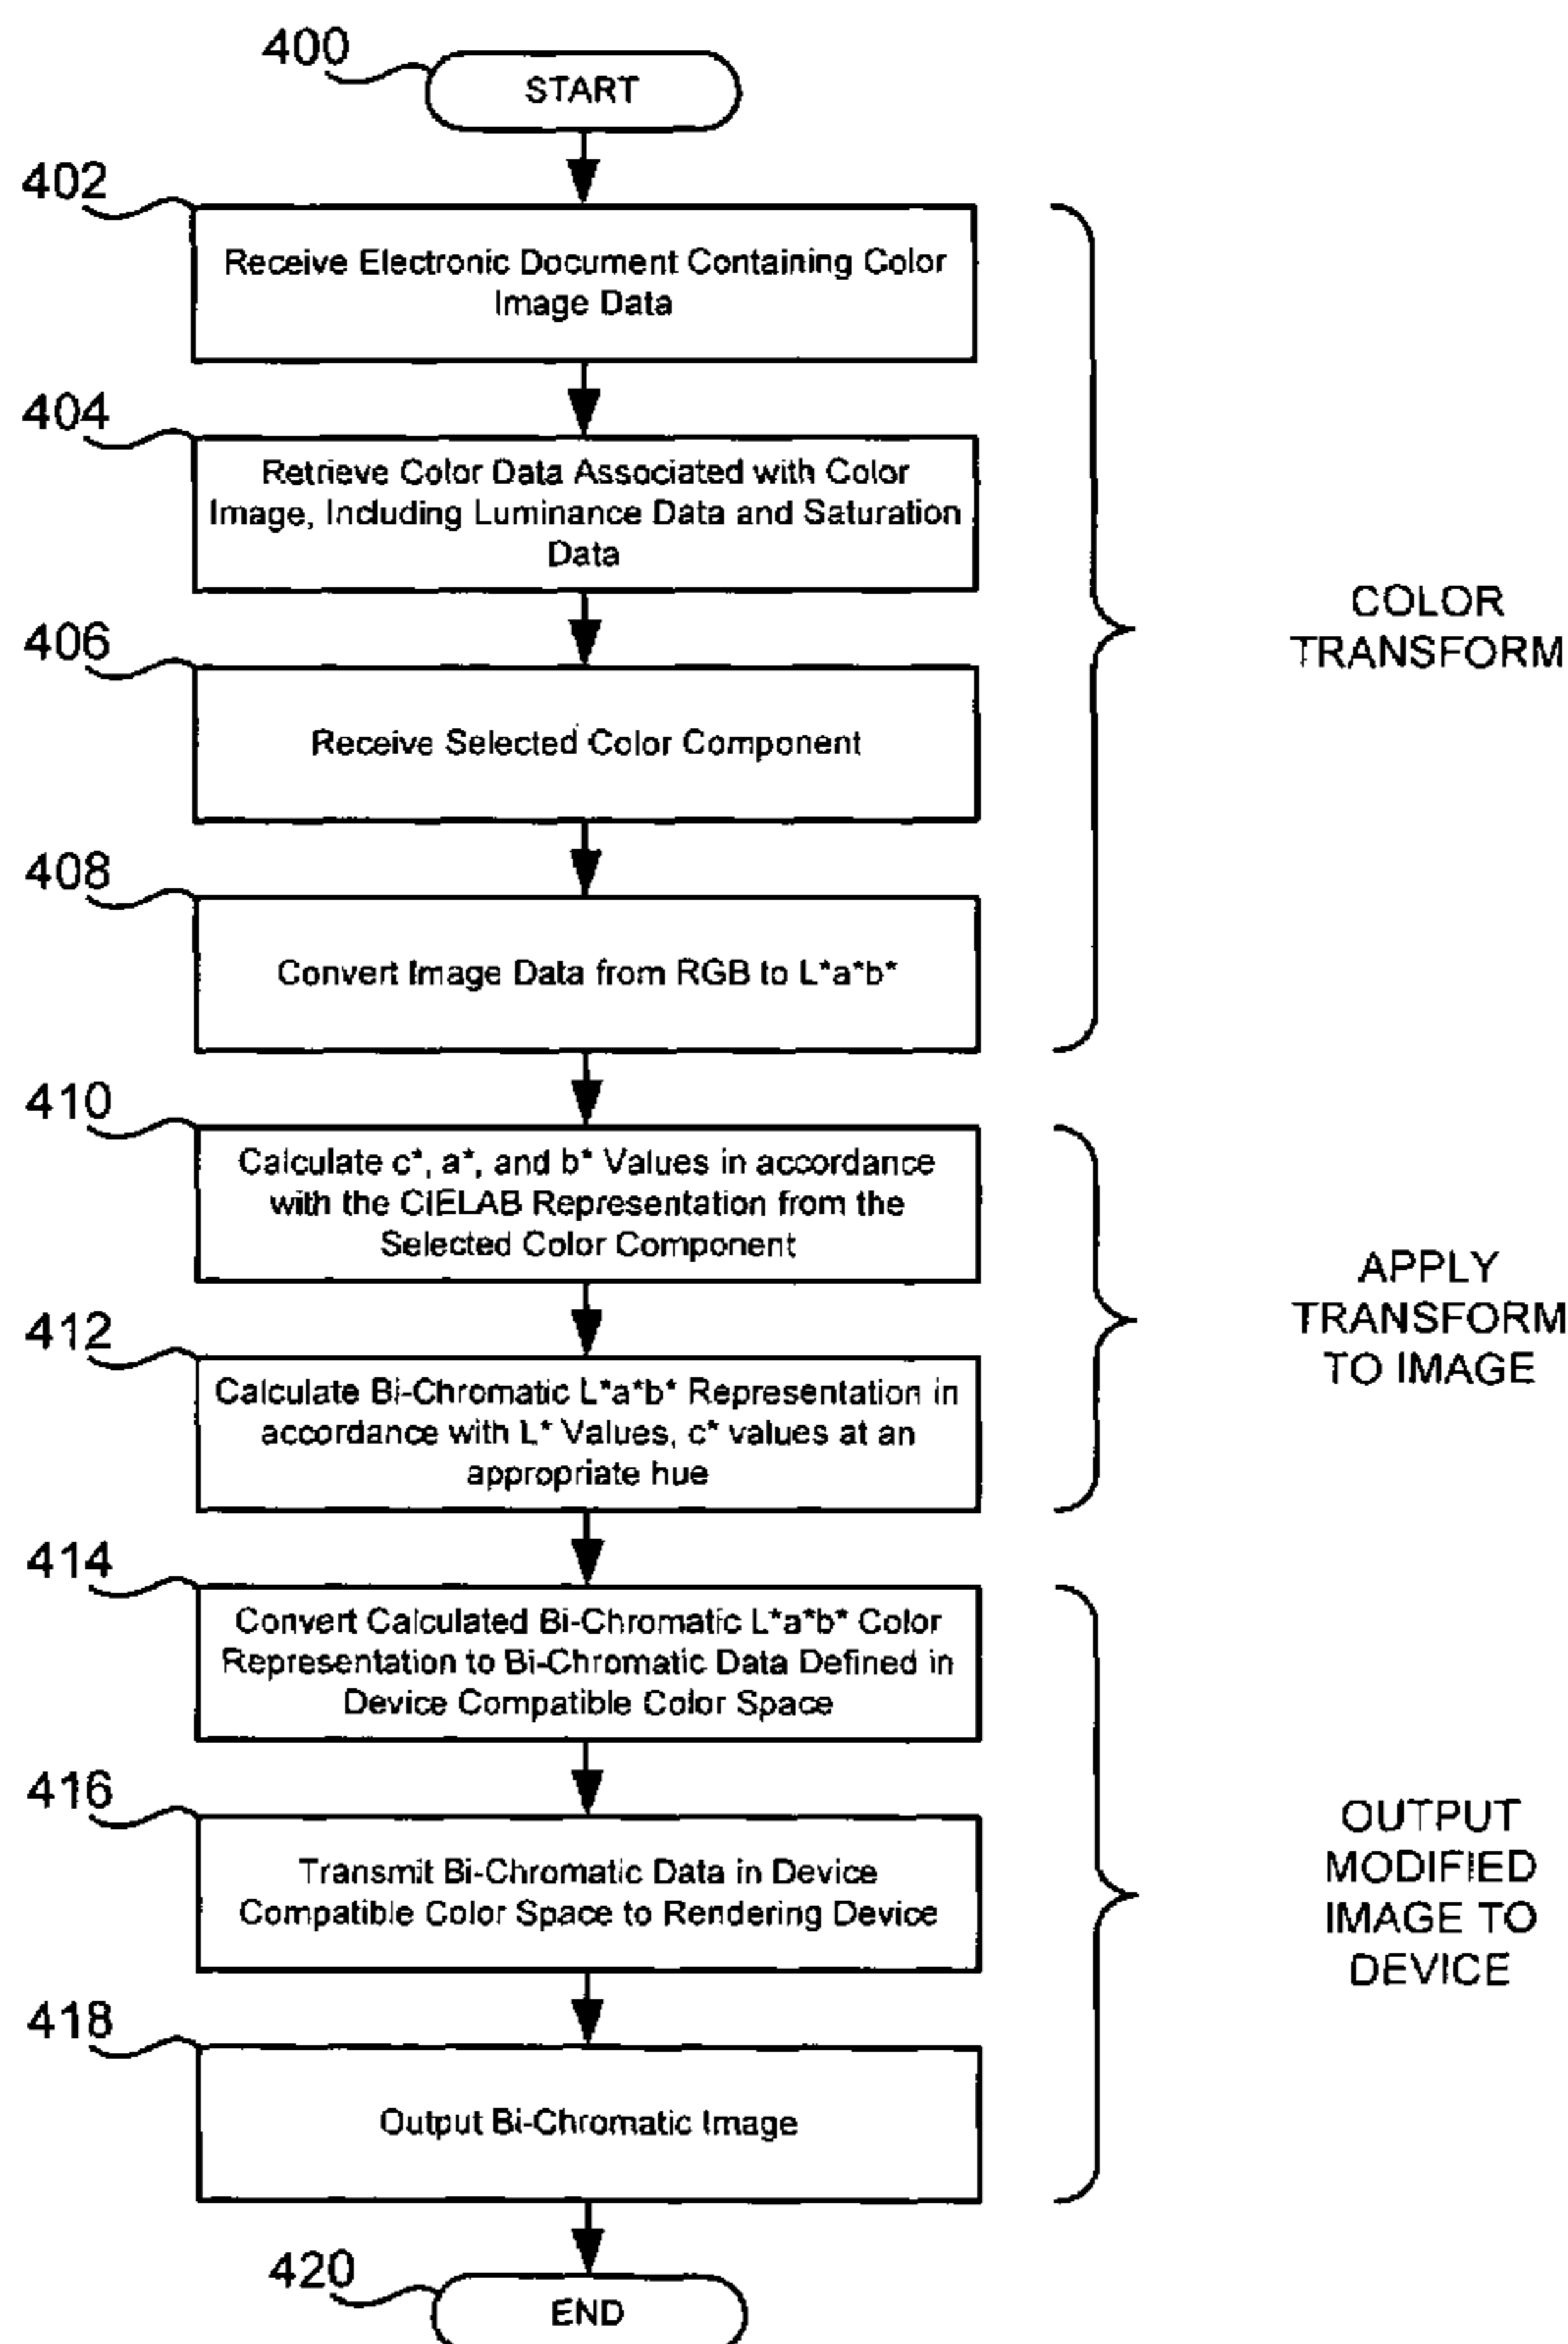 400
START
402
Receive Electronic Document Containing Color
Image Data
404
Retrieve Color Data Associated with Color
Image, Including Luminance Data and Saturation
Data
406
Receive Selected Color Component
408
Convert Image Data from RGB to L*a*b*
COLOR
TRANSFORM
410
Calculate c*, a*, and b* Values in accordance
with the CIELAB Representation from the
Selected Color Component
412
Calculate Bi-Chromatic L*a*b* Representation in
accordance with L* Values, c* values at an
appropriate hue
APPLY
TRANSFORM
TO IMAGE
414
Convert Calculated Bi-Chromatic L*a*b* Color
Representation to Bi-Chromatic Data Defined in
Device Compatible Color Space
416
Transmit Bi-Chromatic Data in Device
Compatible Color Space to Rendering Device
418
Output Bi-Chromatic Image
OUTPUT
MODIFIED
IMAGE TO
DEVICE
420
END